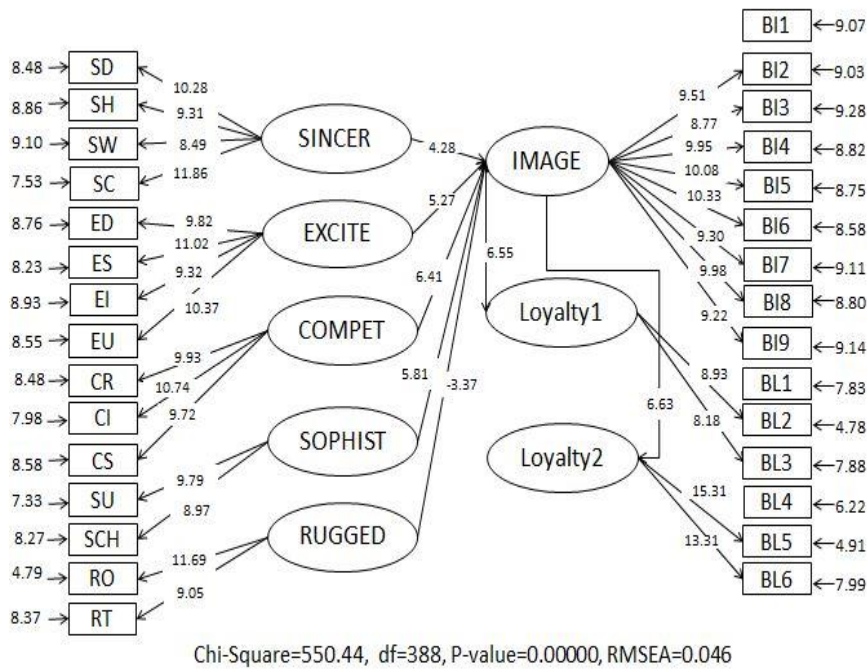 BI1
9.07
8.48
SD
BI2
9.03
10.28
9.51
8.86
SH
9.31
BI3
9.28
8.77
9.10
SW
8.49
SINCER
4.28
IMAGE
9.95
BI4
8.82
11.86
10.08
7.53
SC
BI5
8.75
10.33
8.76
ED
9.82
5.27
BI6
8.58
11.02
EXCITE
9.30
8.23
ES
6.55
BI7
9.11
9.32
9.98
8.93
EI
6.41
BI8
8.80
10.37
Loyalty1
9.22
8.55
EU
COMPET
BI9
9.14
9.93
8.48
CR
5.81
8.93
BL1
7.83
10.74
-3.37
7.98
CI
6.63
BL2
4.78
9.72
8.18
8.58
CS
SOPHIST
Loyalty2
BL3
7.88
9.79
7.33
SU
15.31
BL4
6.22
8.97
8.27
SCH
RUGGED
13.31
BL5
4.91
11.69
4.79
RO
BL6
7.99
9.05
8.37
RT
Chi-Square=550.44, df=388, P-value=0.00000, RMSEA=0.046